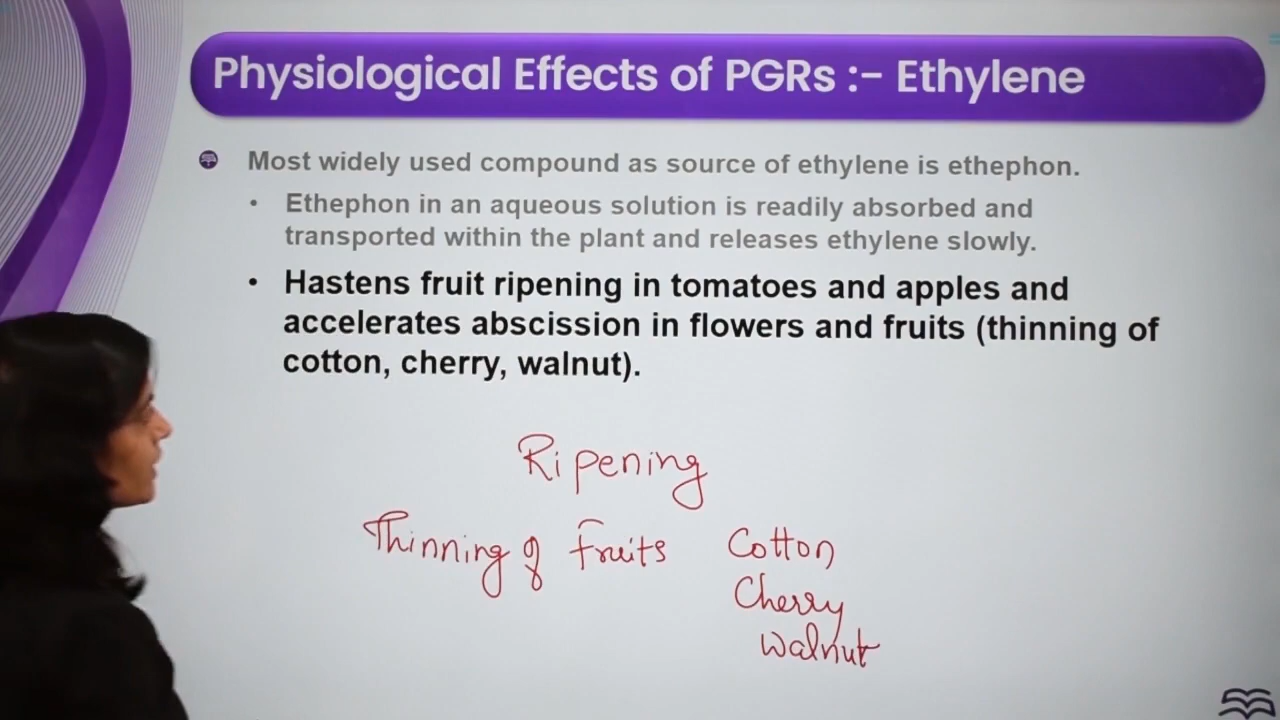 Physiological Effects of PGRs :- Ethylene
Most widely used compound as source of ethylene is ethephon.
• Ethephon in an aqueous solution is readily absorbed and
transported within the plant and releases ethylene slowly.
• Hastens fruit ripening in tomatoes and apples and
accelerates abscission in flowers and fruits (thinning of
cotton, cherry, walnut).
Ripening
Thinning of fruits Cotton
Cherry
Walnut